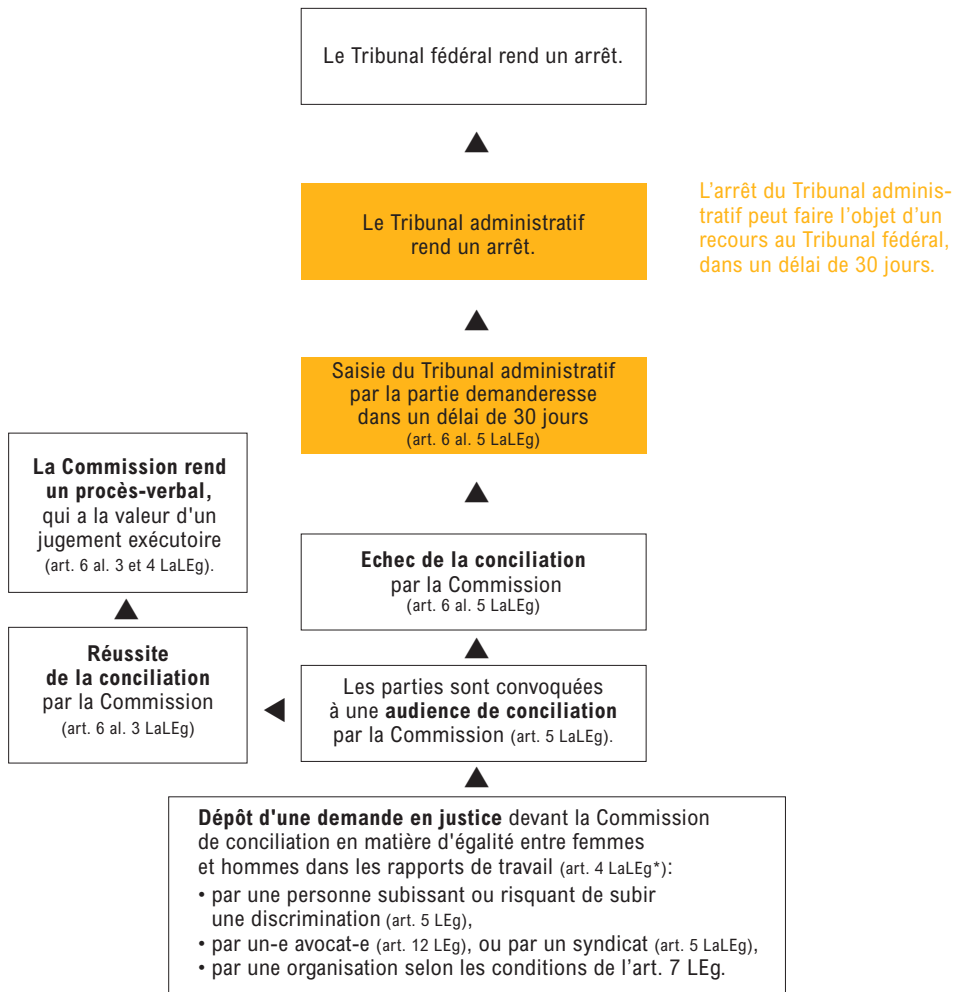 Le Tribunal fédéral rend un arrêt.
Le Tribunal administratif
rend un arrêt.
L'arrêt du Tribunal adminis-
tratif peut faire l'objet d'un
recours au Tribunal fédéral,
dans un délai de 30 jours.
Saisie du Tribunal administratif
par la partie demanderesse
dans un délai de 30 jours
(art. 6 al. 5 LaLEg)
La Commission rend
un procès-verbal,
qui a la valeur d'un
jugement exécutoire
(art. 6 al. 3 et 4 LaLEg).
Echec de la conciliation
par la Commission
(art. 6 al. 5 LaLEg)
Réussite
de la conciliation
par la Commission
(art. 6 al. 3 LaLEg)
Les parties sont convoquées
à une audience de conciliation
par la Commission (art. 5 LaLEg).
Dépôt d'une demande en justice devant la Commission
de conciliation en matière d'égalité entre femmes
et hommes dans les rapports de travail (art. 4 LaLEg*):
• par une personne subissant ou risquant de subir
une discrimination (art. 5 LEg),
• par un-e avocat-e (art. 12 LEg), ou par un syndicat (art. 5 LaLEg),
• par une organisation selon les conditions de l'art. 7 LEg.